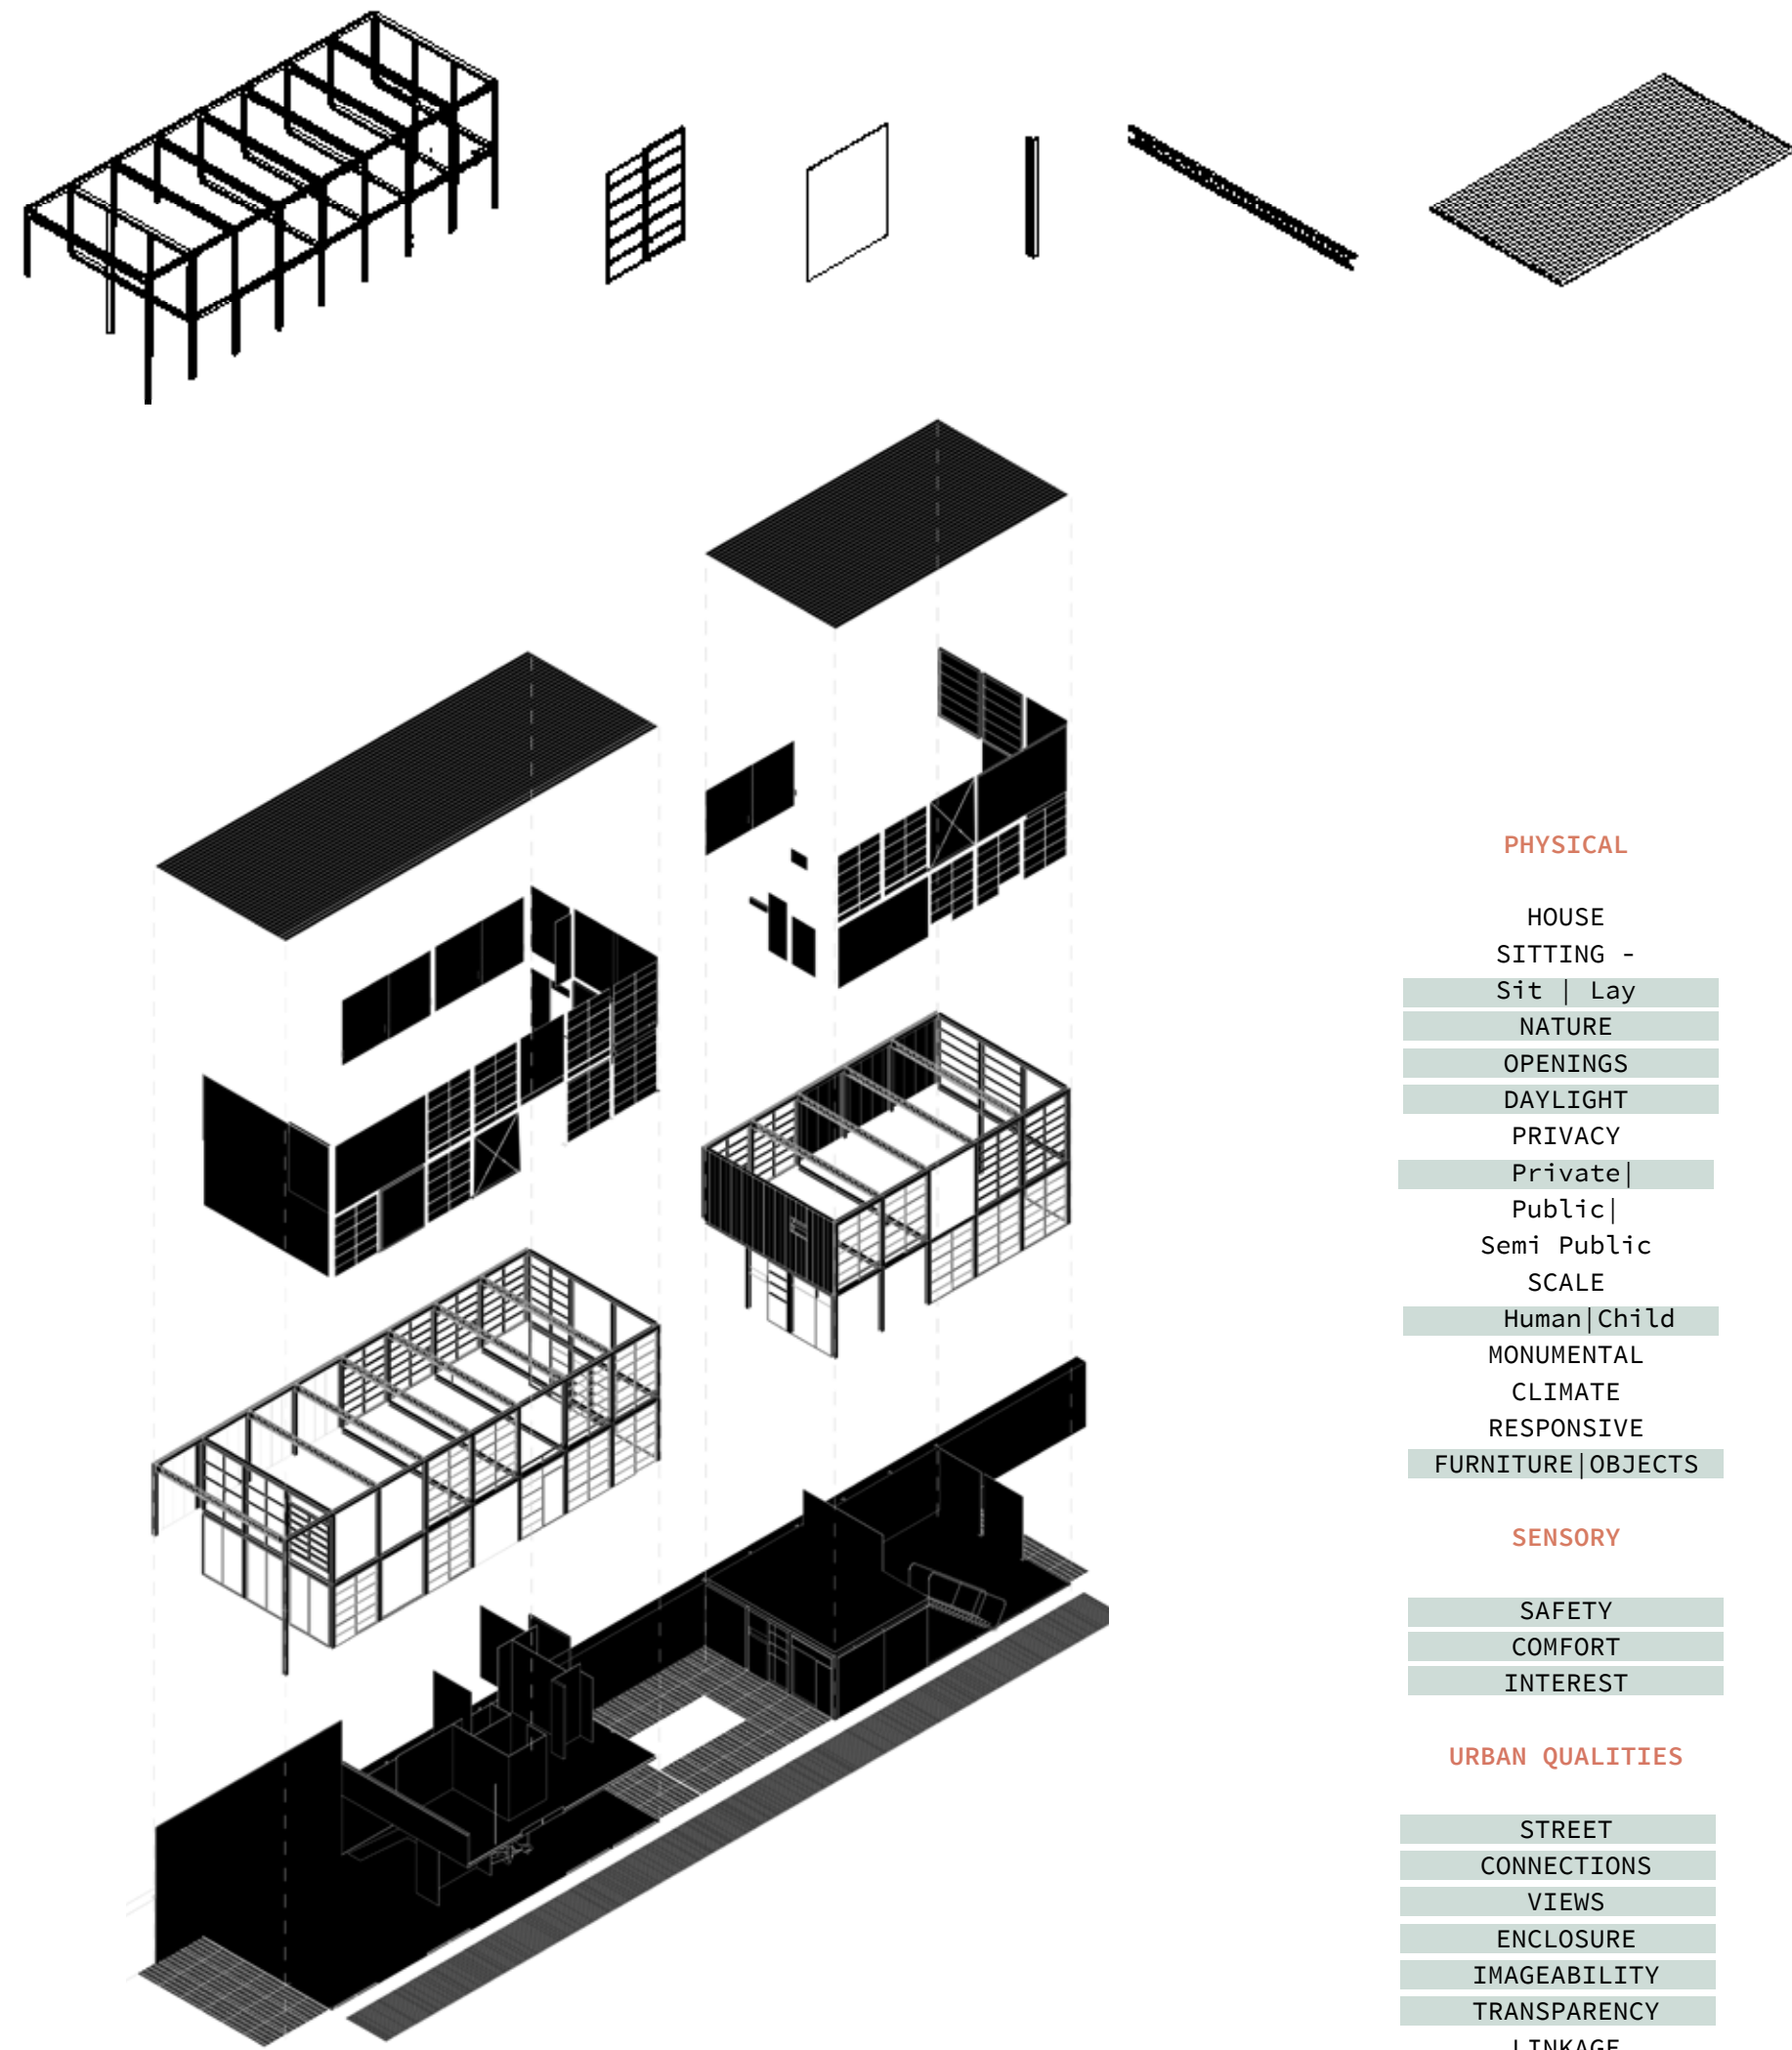 PHYSICAL
HOUSE
SITTING -
Sit | Lay
NATURE
OPENINGS
DAYLIGHT
PRIVACY
Private|
Public|
Semi Public
SCALE
Human|Child
MONUMENTAL
CLIMATE
RESPONSIVE
FURNITURE|OBJECTS
SENSORY
SAFETY
COMFORT
INTEREST
URBAN QUALITIES
STREET
CONNECTIONS
VIEWS
ENCLOSURE
IMAGEABILITY
TRANSPARENCY
LINKAGE